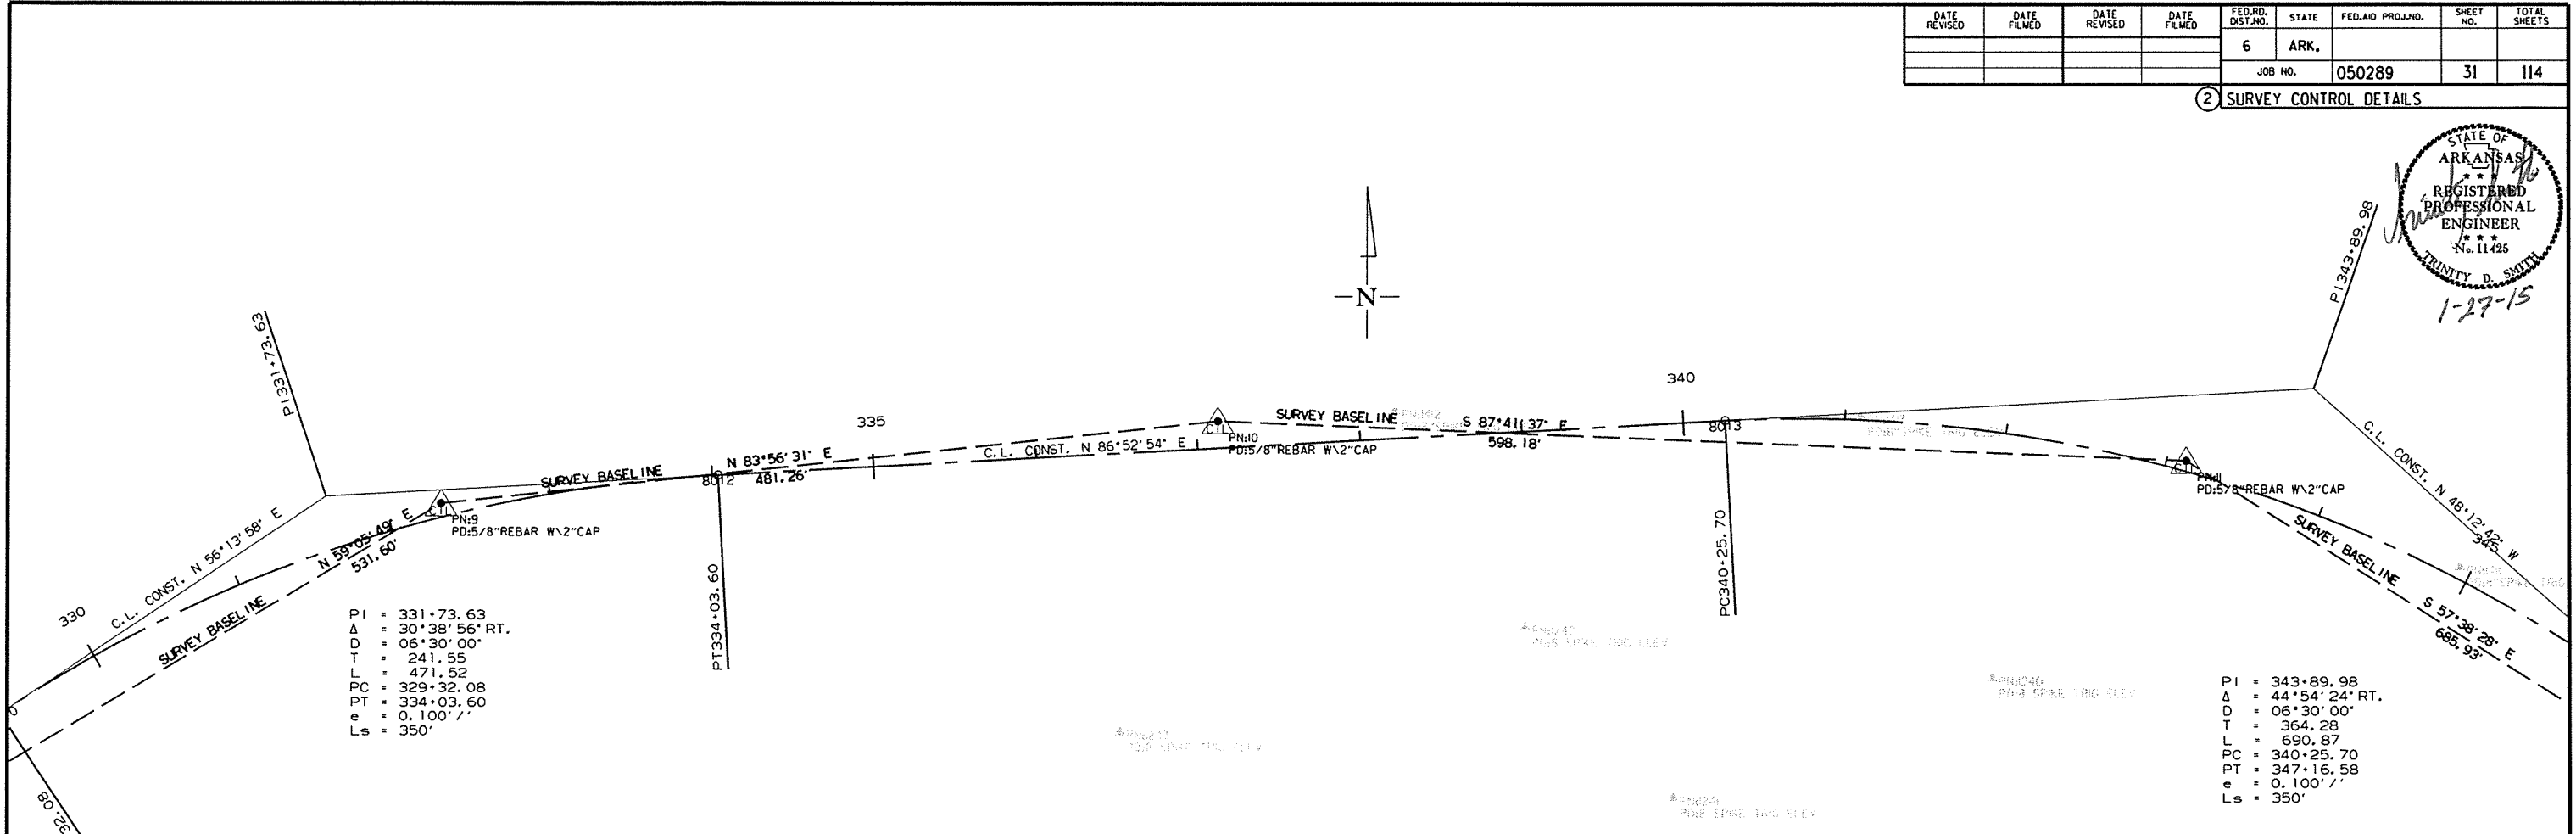 DATE REVISED
DATE FILMED
DATE REVISED
DATE FILMED
FED.RD. DIST.NO.
STATE
FED.AID PROJ.NO.
SHEET NO.
TOTAL SHEETS
6
ARK.
JOB NO.
050289
31
114
2 SURVEY CONTROL DETAILS
STATE OF
ARKANSAS
REGISTERED
PROFESSIONAL
ENGINEER
No. 11425
TRINITY D. SMITH
1-27-15
N
PI331+73.63
PI343+89.98
335
340
330
345
C.L. CONST. N 56°13'58" E
N 59°05'49" E
531.60'
SURVEY BASELINE
SURVEY BASELINE
N 83°56'31" E
481.26'
8012
PN:9
PD:5/8"REBAR W\2"CAP
CTL
C.L. CONST. N 86°52'54" E
CTL
PN:10
PD:5/8"REBAR W\2"CAP
SURVEY BASELINE
S 87°41'37" E
598.18'
8013
CTL
PN:11
PD:5/8"REBAR W\2"CAP
C.L. CONST. N 48°12'42" W
SURVEY BASELINE
S 57°38'28" E
685.93'
PT334+03.60
PC340+25.70
32.08
PI = 331+73.63
Δ = 30°38'56" RT.
D = 06°30'00"
T = 241.55
L = 471.52
PC = 329+32.08
PT = 334+03.60
e = 0.100'/'
Ls = 350'
PI = 343+89.98
Δ = 44°54'24" RT.
D = 06°30'00"
T = 364.28
L = 690.87
PC = 340+25.70
PT = 347+16.58
e = 0.100'/'
Ls = 350'